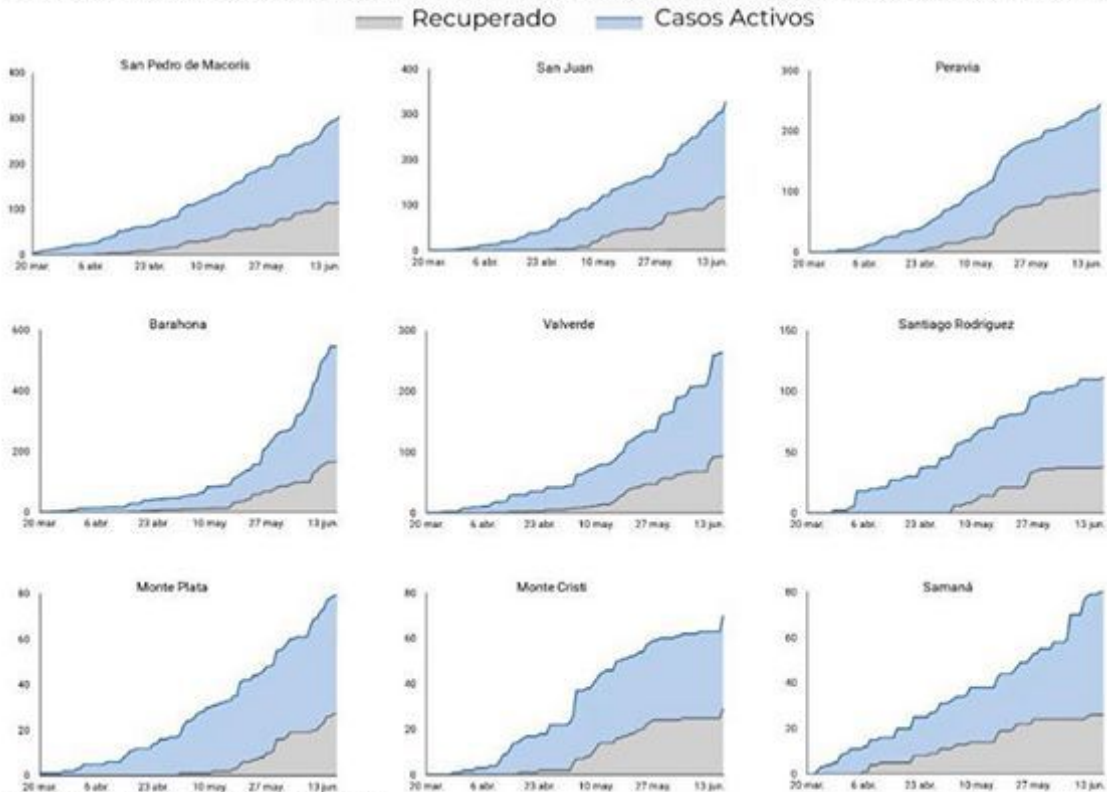 Recuperado Casos Activos
San Pedro de Macorís San Juan Peravia
400 400 300
300 300 200
200 200 100
100 100 0
0 0
20 mar. 6 abr. 23 abr. 10 may. 27 may. 13 jun. 20 mar. 6 abr. 23 abr. 10 may. 27 may. 13 jun. 20 mar. 6 abr. 23 abr. 10 may. 27 may. 13 jun.
Barahona Valverde Santiago Rodriguez
600 300 150
400 200 100
200 100 50
0 0 0
20 mar. 6 abr. 23 abr. 10 may. 27 may. 13 jun. 20 mar. 6 abr. 23 abr. 10 may. 27 may. 13 jun. 20 mar. 6 abr. 23 abr. 10 may. 27 may. 13 jun.
Monte Plata Monte Cristi Samaná
80 80 80
60 60 60
40 40 40
20 20 20
0 0 0
20 mar. 6 abr. 23 abr. 10 may. 27 may. 13 jun. 20 mar. 6 abr. 23 abr. 10 may. 27 may. 13 jun. 20 mar. 6 abr. 23 abr. 10 may. 27 may. 13 jun.